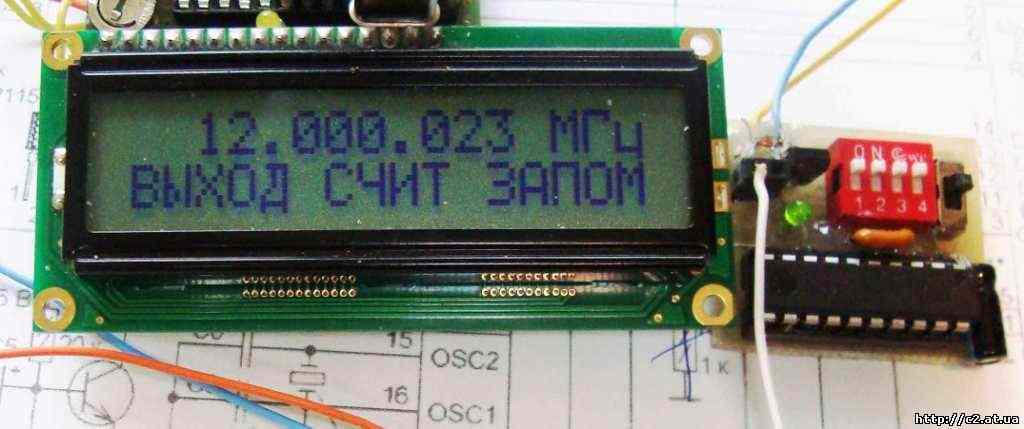 12.000.023 МГц
ВЫХОД СЧИТ ЗАПОМ
ON
1 2 3 4
7115
15
OSC2
16
OSC1
1 к
http://c2.at.ua